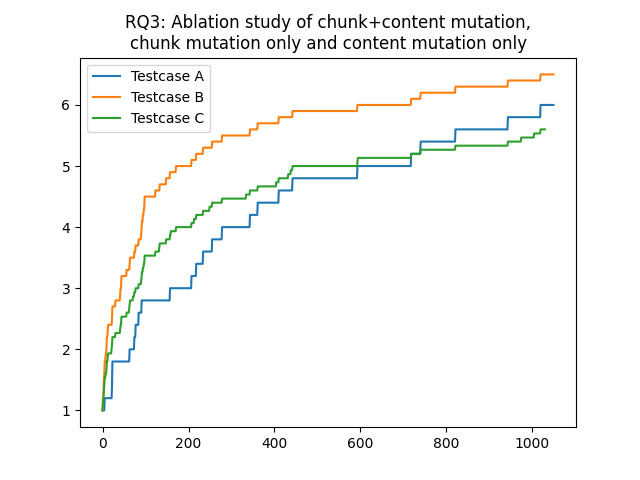 RQ3: Ablation study of chunk+content mutation,
chunk mutation only and content mutation only
Testcase A
Testcase B
Testcase C
6
5
4
3
2
1
0
200
400
600
800
1000